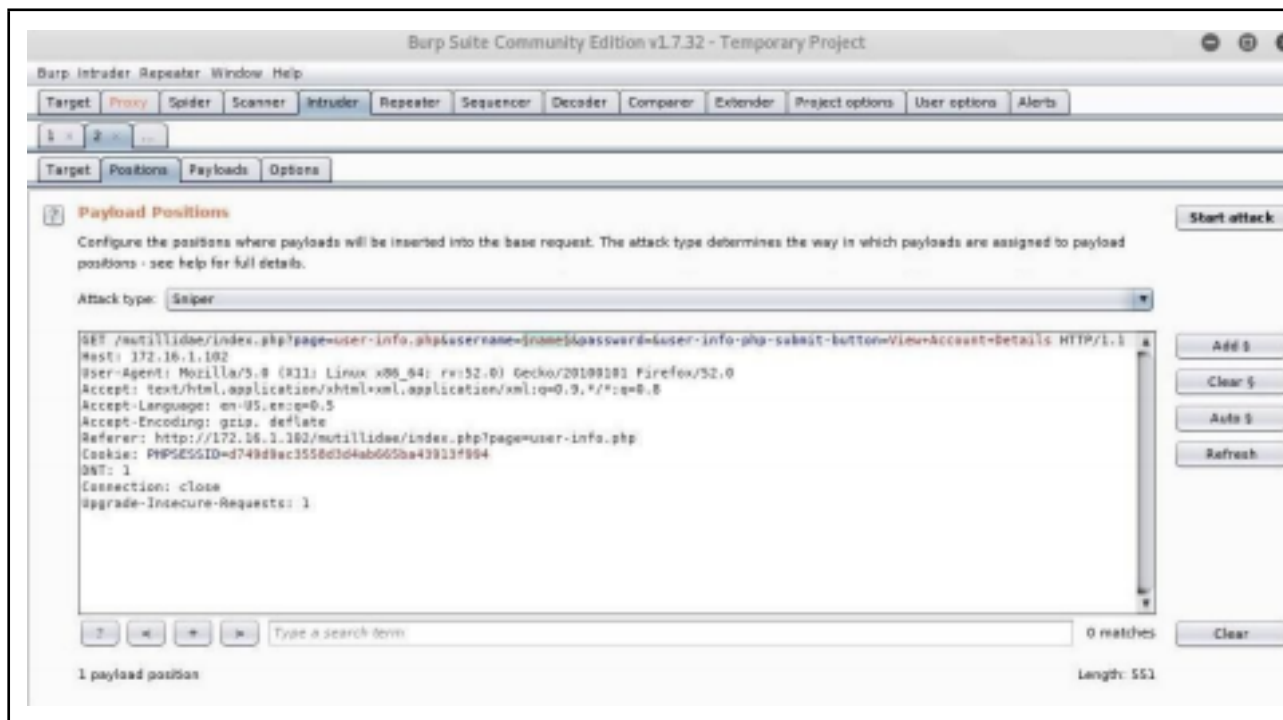 Burp Suite Community Edition v1.7.32 - Temporary Project
Burp Intruder Repeater Window Help
Target Proxy Spider Scanner Intruder Repeater Sequencer Decoder Comparer Extender Project options User options Alerts
1 × 2 × ...
Target Positions Payloads Options
? Payload Positions
Start attack
Configure the positions where payloads will be inserted into the base request. The attack type determines the way in which payloads are assigned to payload
positions - see help for full details.
Attack type: Sniper
GET /mutillidae/index.php?page=user-info.php&username=§name§&password=&user-info-php-submit-button=View+Account+Details HTTP/1.1
Host: 172.16.1.102
User-Agent: Mozilla/5.0 (X11; Linux x86_64; rv:52.0) Gecko/20100101 Firefox/52.0
Accept: text/html,application/xhtml+xml,application/xml;q=0.9,*/*;q=0.8
Accept-Language: en-US,en;q=0.5
Accept-Encoding: gzip, deflate
Referer: http://172.16.1.102/mutillidae/index.php?page=user-info.php
Cookie: PHPSESSID=
DNT: 1
Connection: close
Upgrade-Insecure-Requests: 1
Add §
Clear §
Auto §
Refresh
? < + > Type a search term
0 matches
Clear
1 payload position
Length: 551